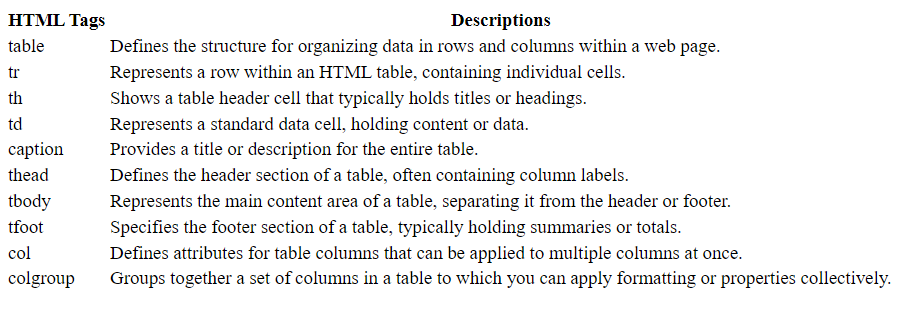 HTML Tags Descriptions
table Defines the structure for organizing data in rows and columns within a web page.
tr Represents a row within an HTML table, containing individual cells.
th Shows a table header cell that typically holds titles or headings.
td Represents a standard data cell, holding content or data.
caption Provides a title or description for the entire table.
thead Defines the header section of a table, often containing column labels.
tbody Represents the main content area of a table, separating it from the header or footer.
tfoot Specifies the footer section of a table, typically holding summaries or totals.
col Defines attributes for table columns that can be applied to multiple columns at once.
colgroup Groups together a set of columns in a table to which you can apply formatting or properties collectively.